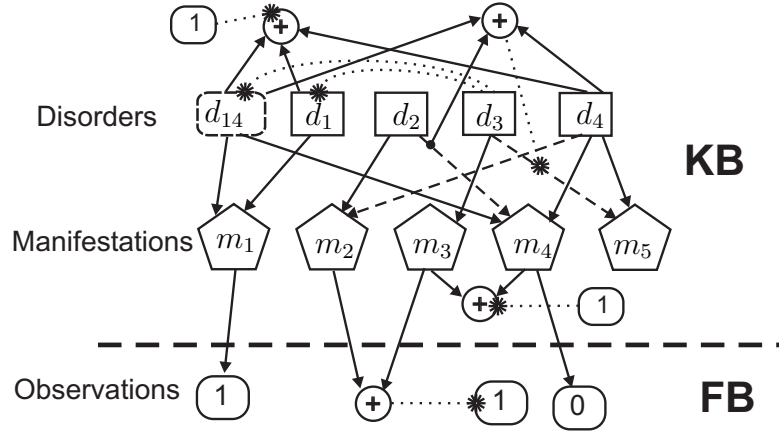 1 + +
Disorders d14 d1 d2 d3 d4
KB
Manifestations m1 m2 m3 m4 m5
+ 1
Observations 1 + 1 0 FB